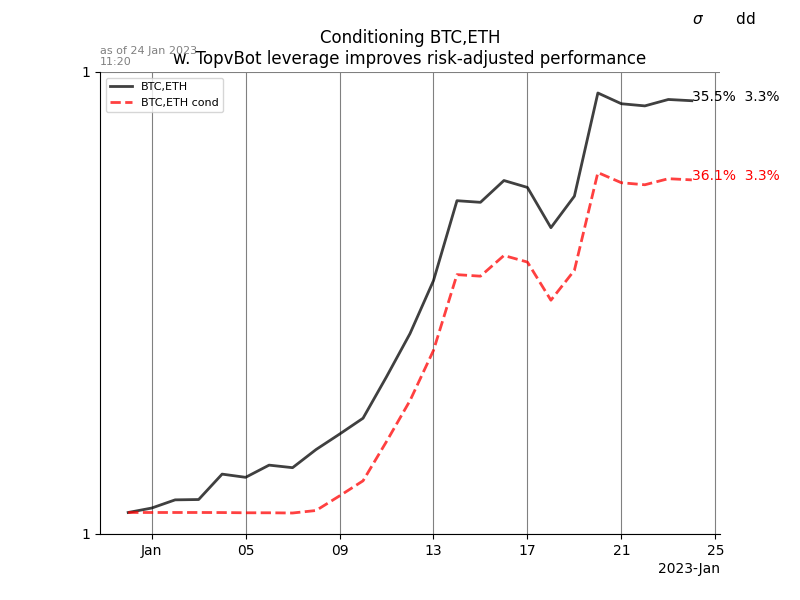 σ dd
Conditioning BTC,ETH
as of 24 Jan 2023
11:20
w. TopvBot leverage improves risk-adjusted performance
1
BTC,ETH
BTC,ETH cond
35.5% 3.3%
36.1% 3.3%
1
Jan 05 09 13 17 21 25
2023-Jan